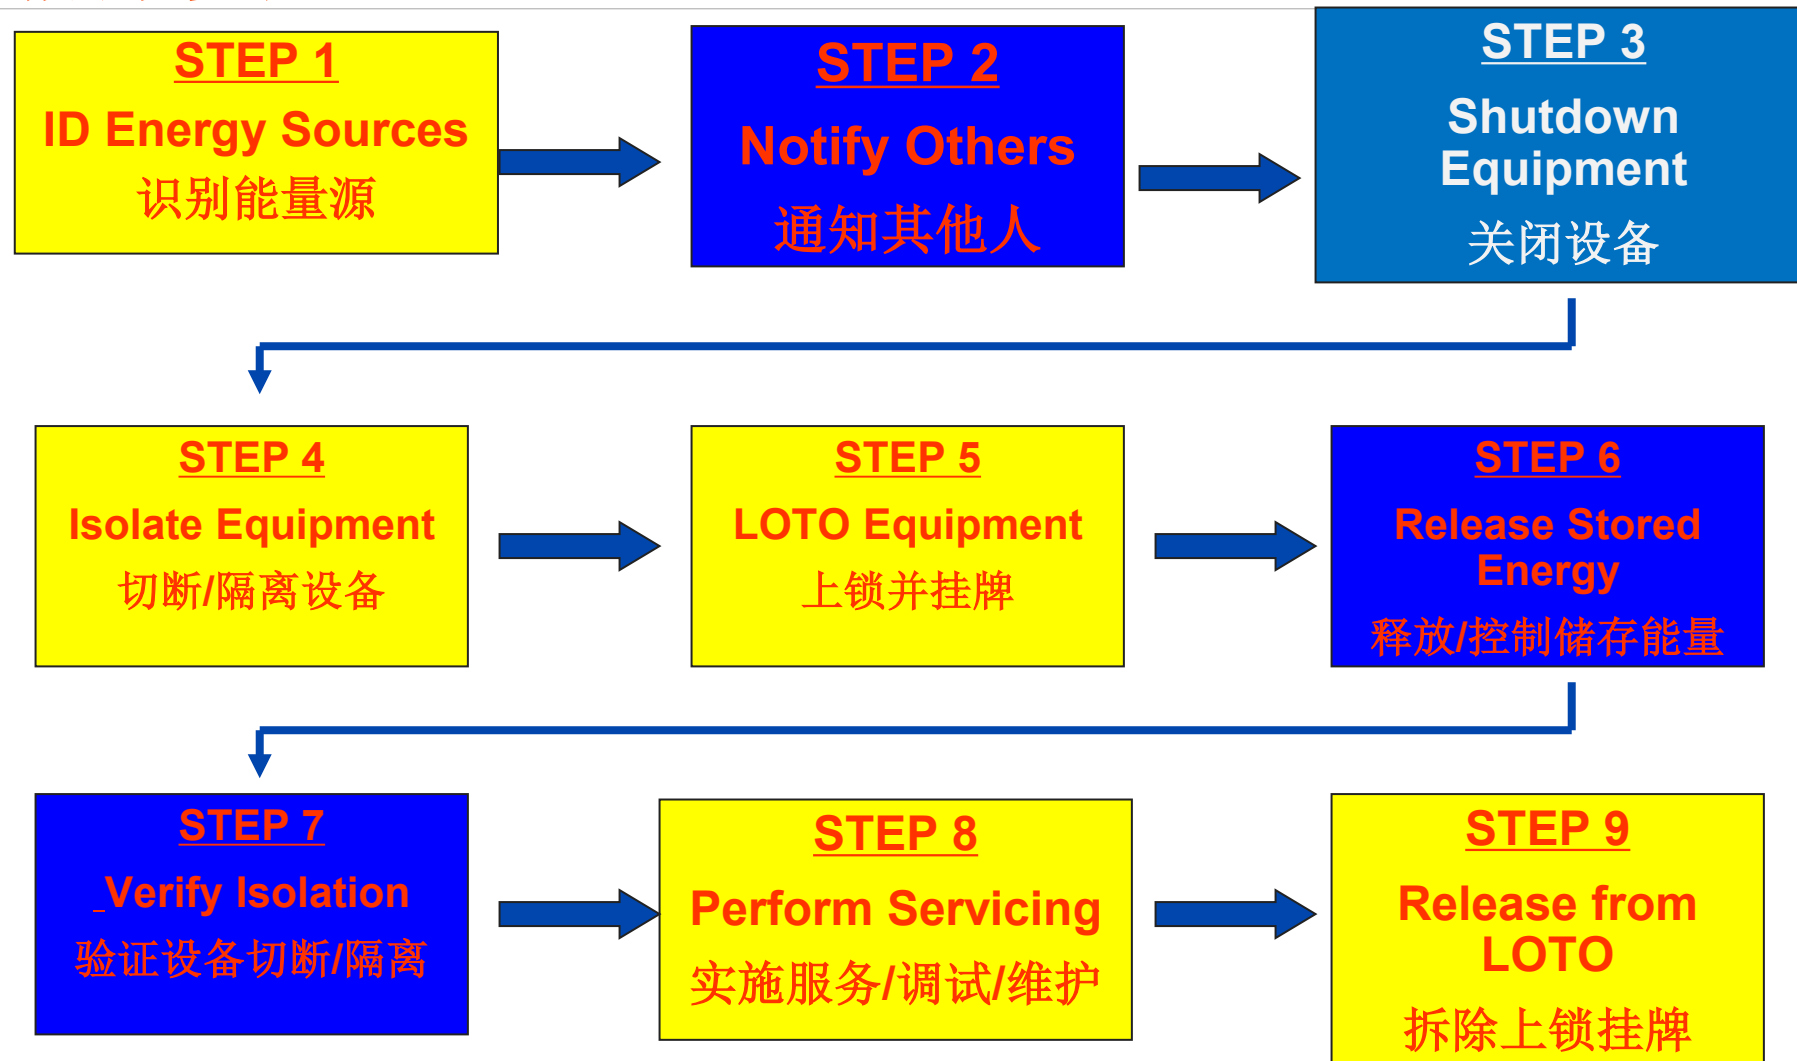 STEP 1
ID Energy Sources
识别能量源
STEP 2
Notify Others
通知其他人
STEP 3
Shutdown
Equipment
关闭设备
STEP 4
Isolate Equipment
切断/隔离设备
STEP 5
LOTO Equipment
上锁并挂牌
STEP 6
Release Stored
Energy
释放/控制储存能量
STEP 7
_Verify Isolation
验证设备切断/隔离
STEP 8
Perform Servicing
实施服务/调试/维护
STEP 9
Release from
LOTO
拆除上锁挂牌